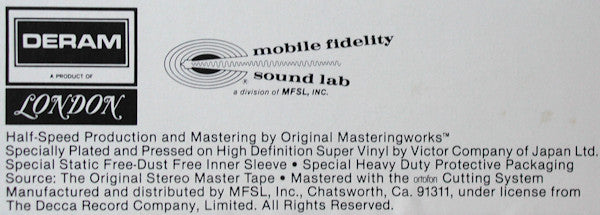 DERAM
A PRODUCT OF
LONDON
mobile fidelity
sound lab
®
a division of MFSL, INC.
Half-Speed Production and Mastering by Original Masteringworks™
Specially Plated and Pressed on High Definition Super Vinyl by Victor Company of Japan Ltd.
Special Static Free-Dust Free Inner Sleeve • Special Heavy Duty Protective Packaging
Source: The Original Stereo Master Tape • Mastered with the ortofon Cutting System
Manufactured and distributed by MFSL, Inc., Chatsworth, Ca. 91311, under license from
The Decca Record Company, Limited. All Rights Reserved.